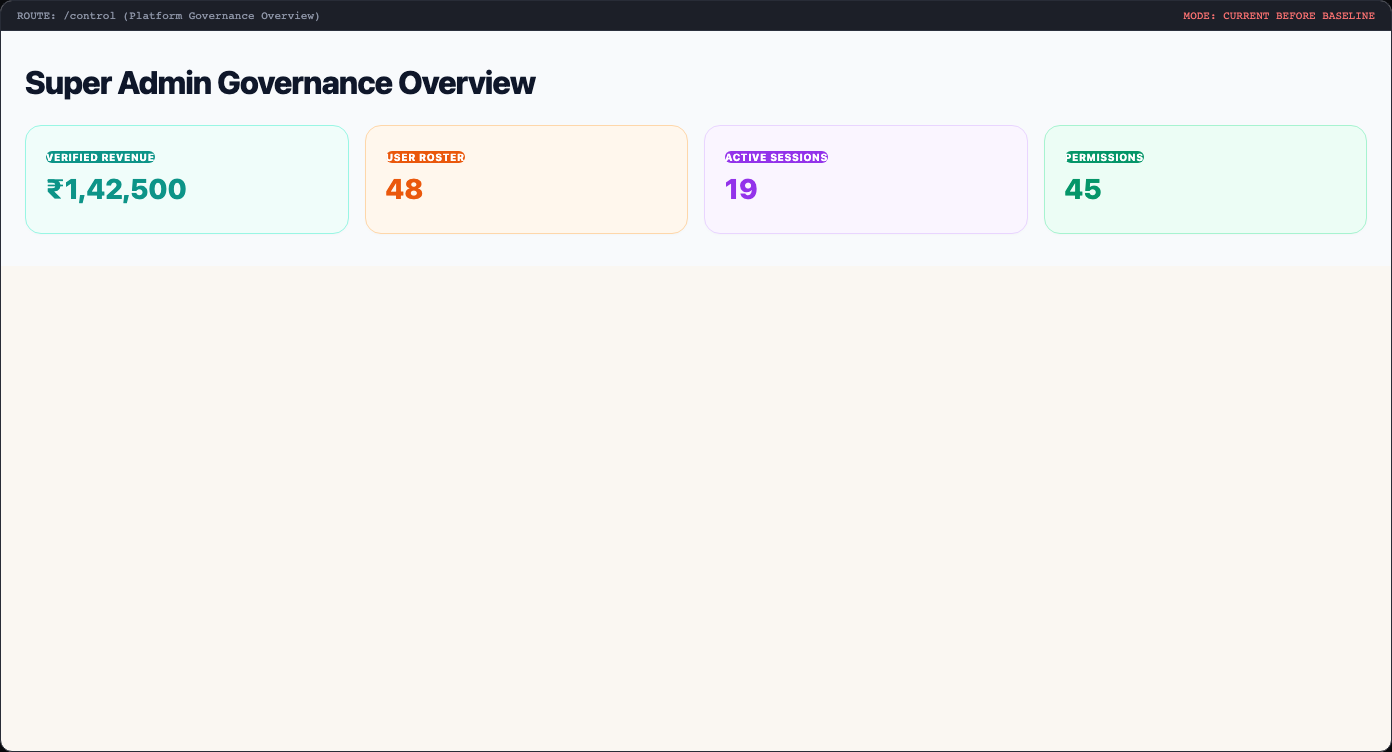 ROUTE: /control (Platform Governance Overview)
MODE: CURRENT BEFORE BASELINE
Super Admin Governance Overview
VERIFIED REVENUE
₹1,42,500
USER ROSTER
48
ACTIVE SESSIONS
19
PERMISSIONS
45